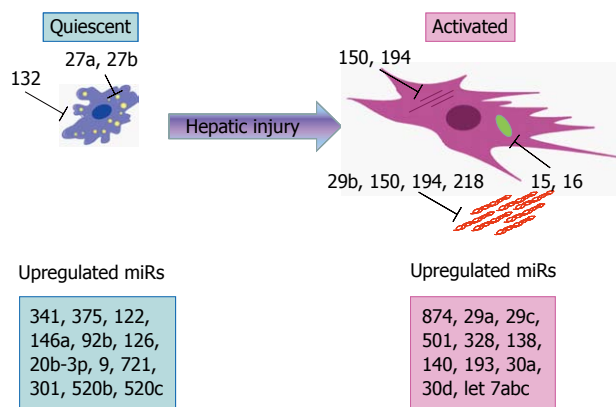 Quiescent
Activated
27a, 27b
132
150, 194
Hepatic injury
29b, 150, 194, 218
15, 16
Upregulated miRs
341, 375, 122,
146a, 92b, 126,
20b-3p, 9, 721,
301, 520b, 520c
Upregulated miRs
874, 29a, 29c,
501, 328, 138,
140, 193, 30a,
30d, let 7abc